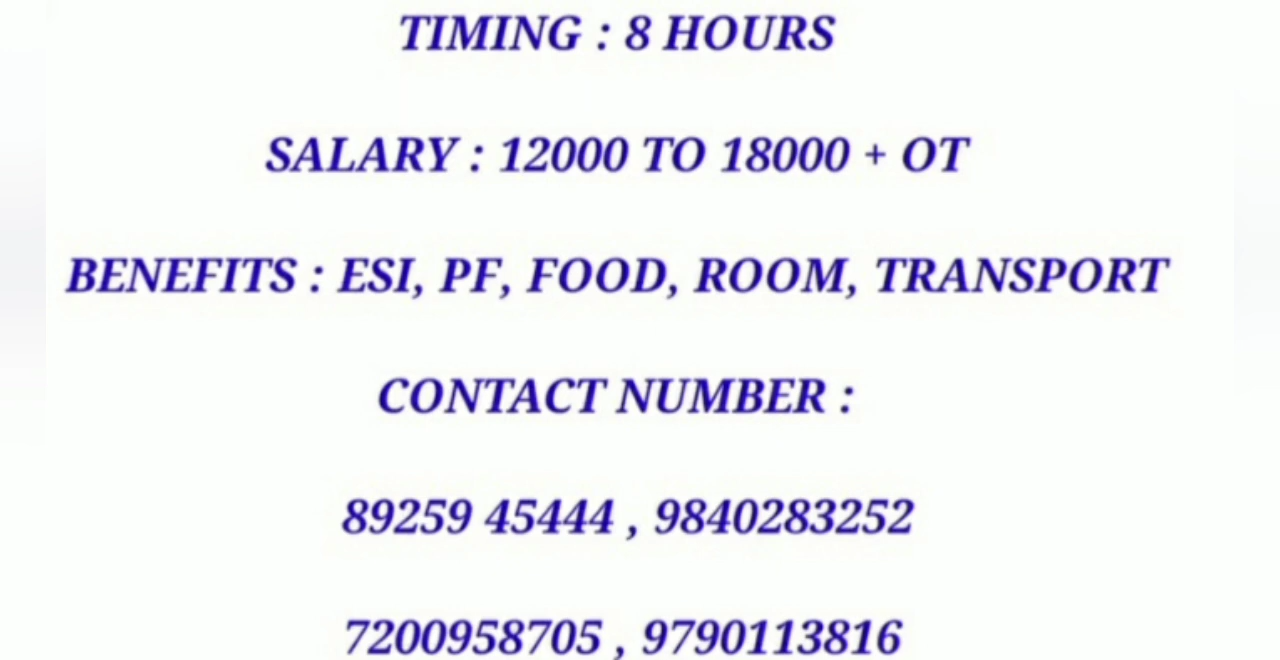 TIMING : 8 HOURS
SALARY : 12000 TO 18000 + OT
BENEFITS : ESI, PF, FOOD, ROOM, TRANSPORT
CONTACT NUMBER :
89259 45444 , 9840283252
7200958705 , 9790113816